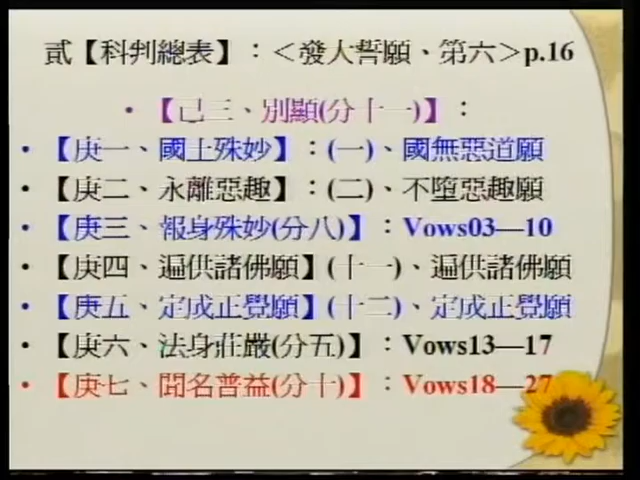 貳【科判總表】：＜發大誓願、第六＞p.16
•【己三、別顯(分十一)】：
•【庚一、國土殊妙】：(一)、國無惡道願
•【庚二、永離惡趣】：(二)、不墮惡趣願
•【庚三、報身殊妙(分八)】：Vows03—10
•【庚四、遍供諸佛願】(十一)、遍供諸佛願
•【庚五、定成正覺願】(十二)、定成正覺願
•【庚六、法身莊嚴(分五)】：Vows13—17
•【庚七、聞名普益(分十)】：Vows18—27